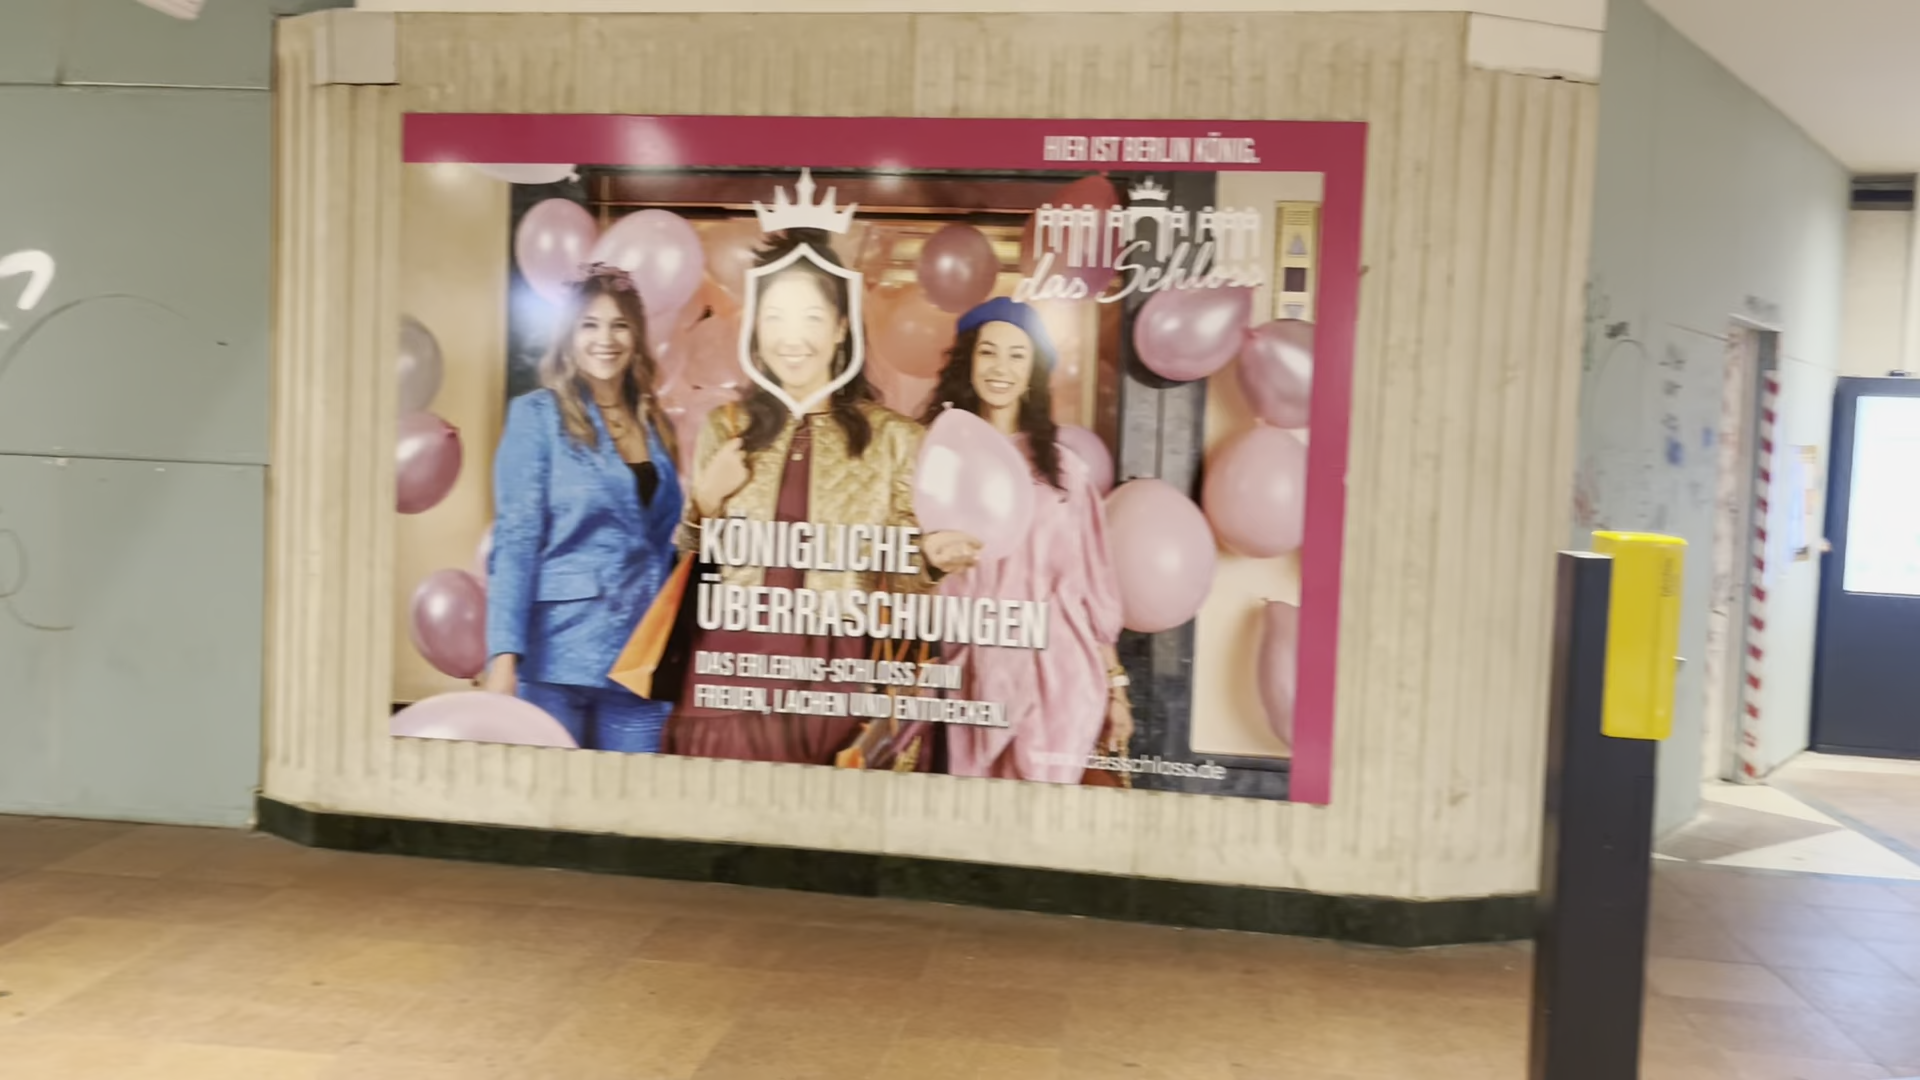 HIER IST BERLIN KÖNIG.
das Schloss
KÖNIGLICHE
ÜBERRASCHUNGEN
DAS ERLEBNIS-SCHLOSS ZUM
FREUEN, LACHEN UND ENTDECKEN.
www.dasschloss.de